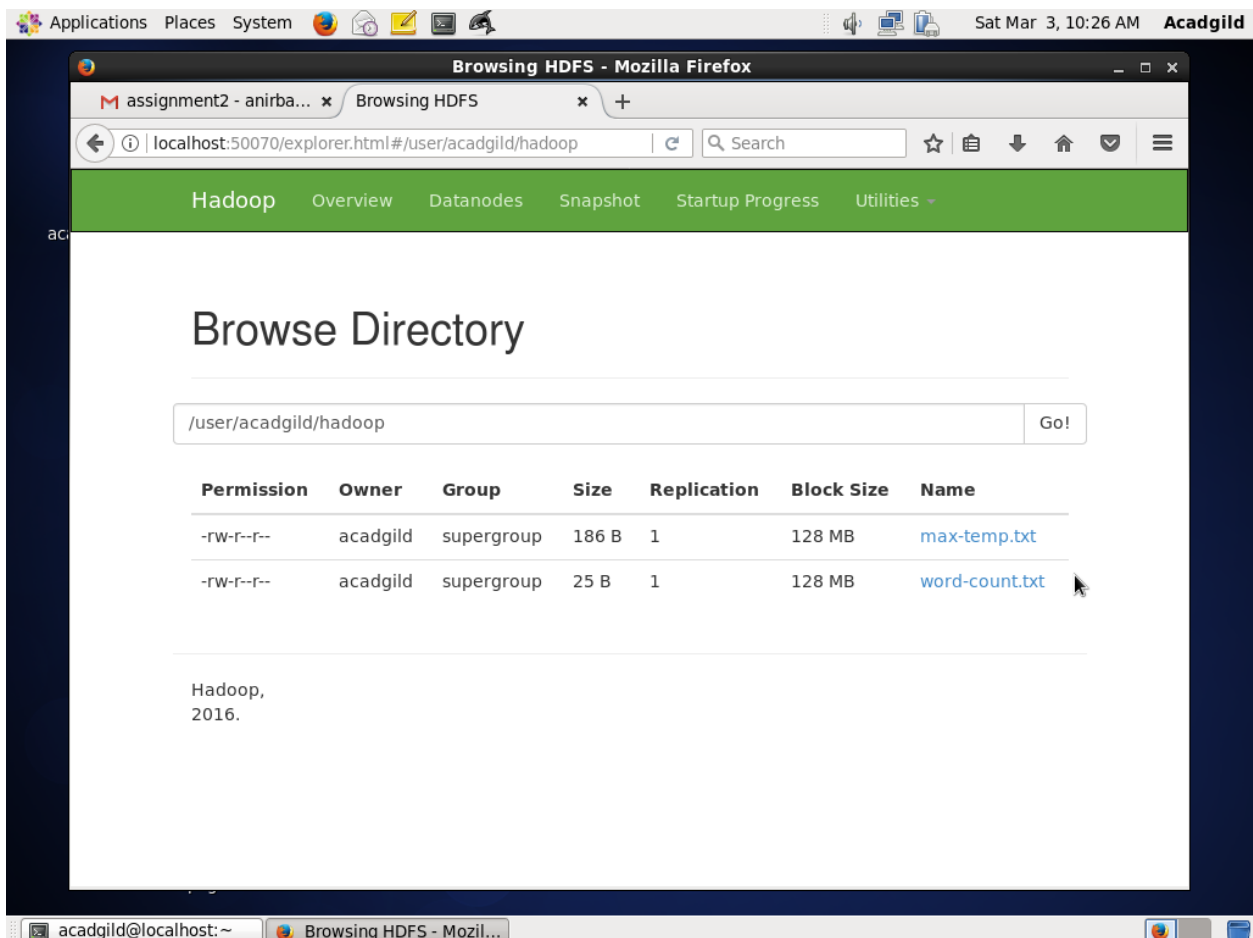 Applications Places System Sat Mar 3, 10:26 AM Acadgild
Browsing HDFS - Mozilla Firefox
assignment2 - anirba... Browsing HDFS
localhost:50070/explorer.html#/user/acadgild/hadoop Search
Hadoop Overview Datanodes Snapshot Startup Progress Utilities
Browse Directory
/user/acadgild/hadoop Go!
Permission Owner Group Size Replication Block Size Name
-rw-r--r-- acadgild supergroup 186 B 1 128 MB max-temp.txt
-rw-r--r-- acadgild supergroup 25 B 1 128 MB word-count.txt
Hadoop,
2016.
acadgild@localhost:~ Browsing HDFS - Mozil...